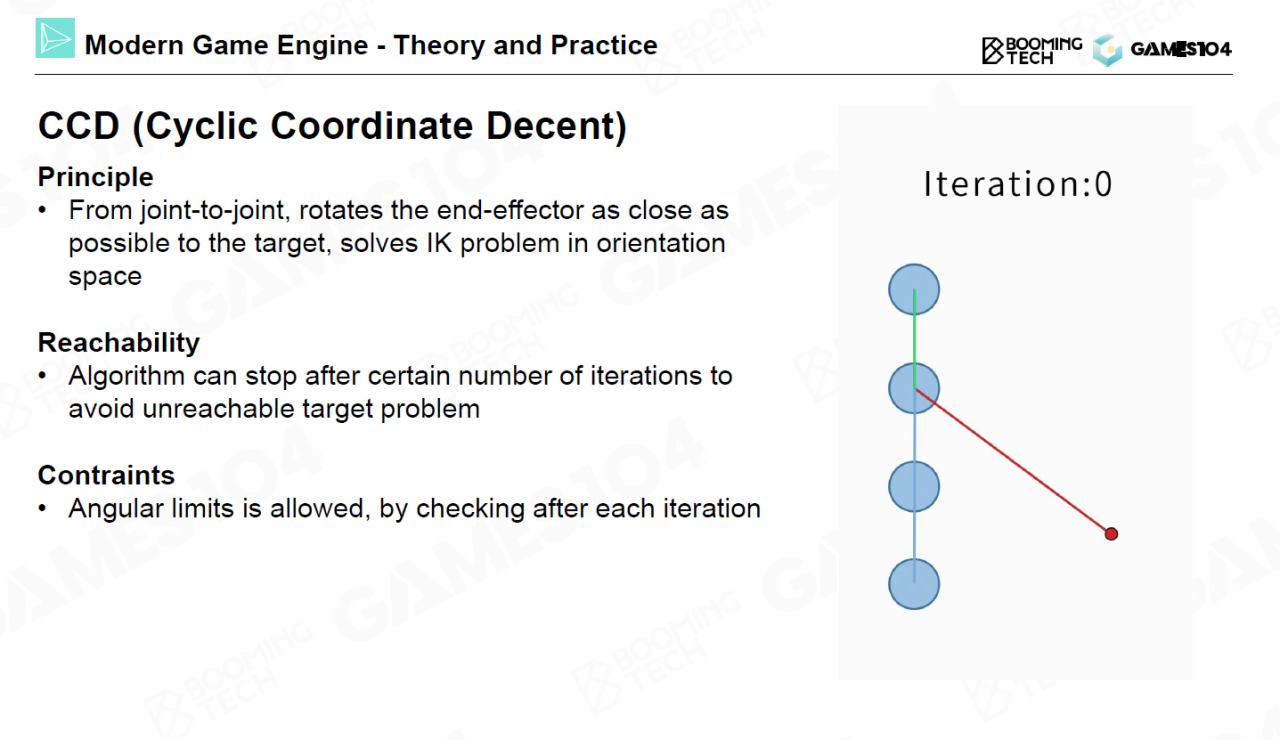 Modern Game Engine - Theory and Practice
BOOMING
TECH
GAMES104
CCD (Cyclic Coordinate Decent)
Principle
• From joint-to-joint, rotates the end-effector as close as
possible to the target, solves IK problem in orientation
space
Reachability
• Algorithm can stop after certain number of iterations to
avoid unreachable target problem
Contraints
• Angular limits is allowed, by checking after each iteration
Iteration:0